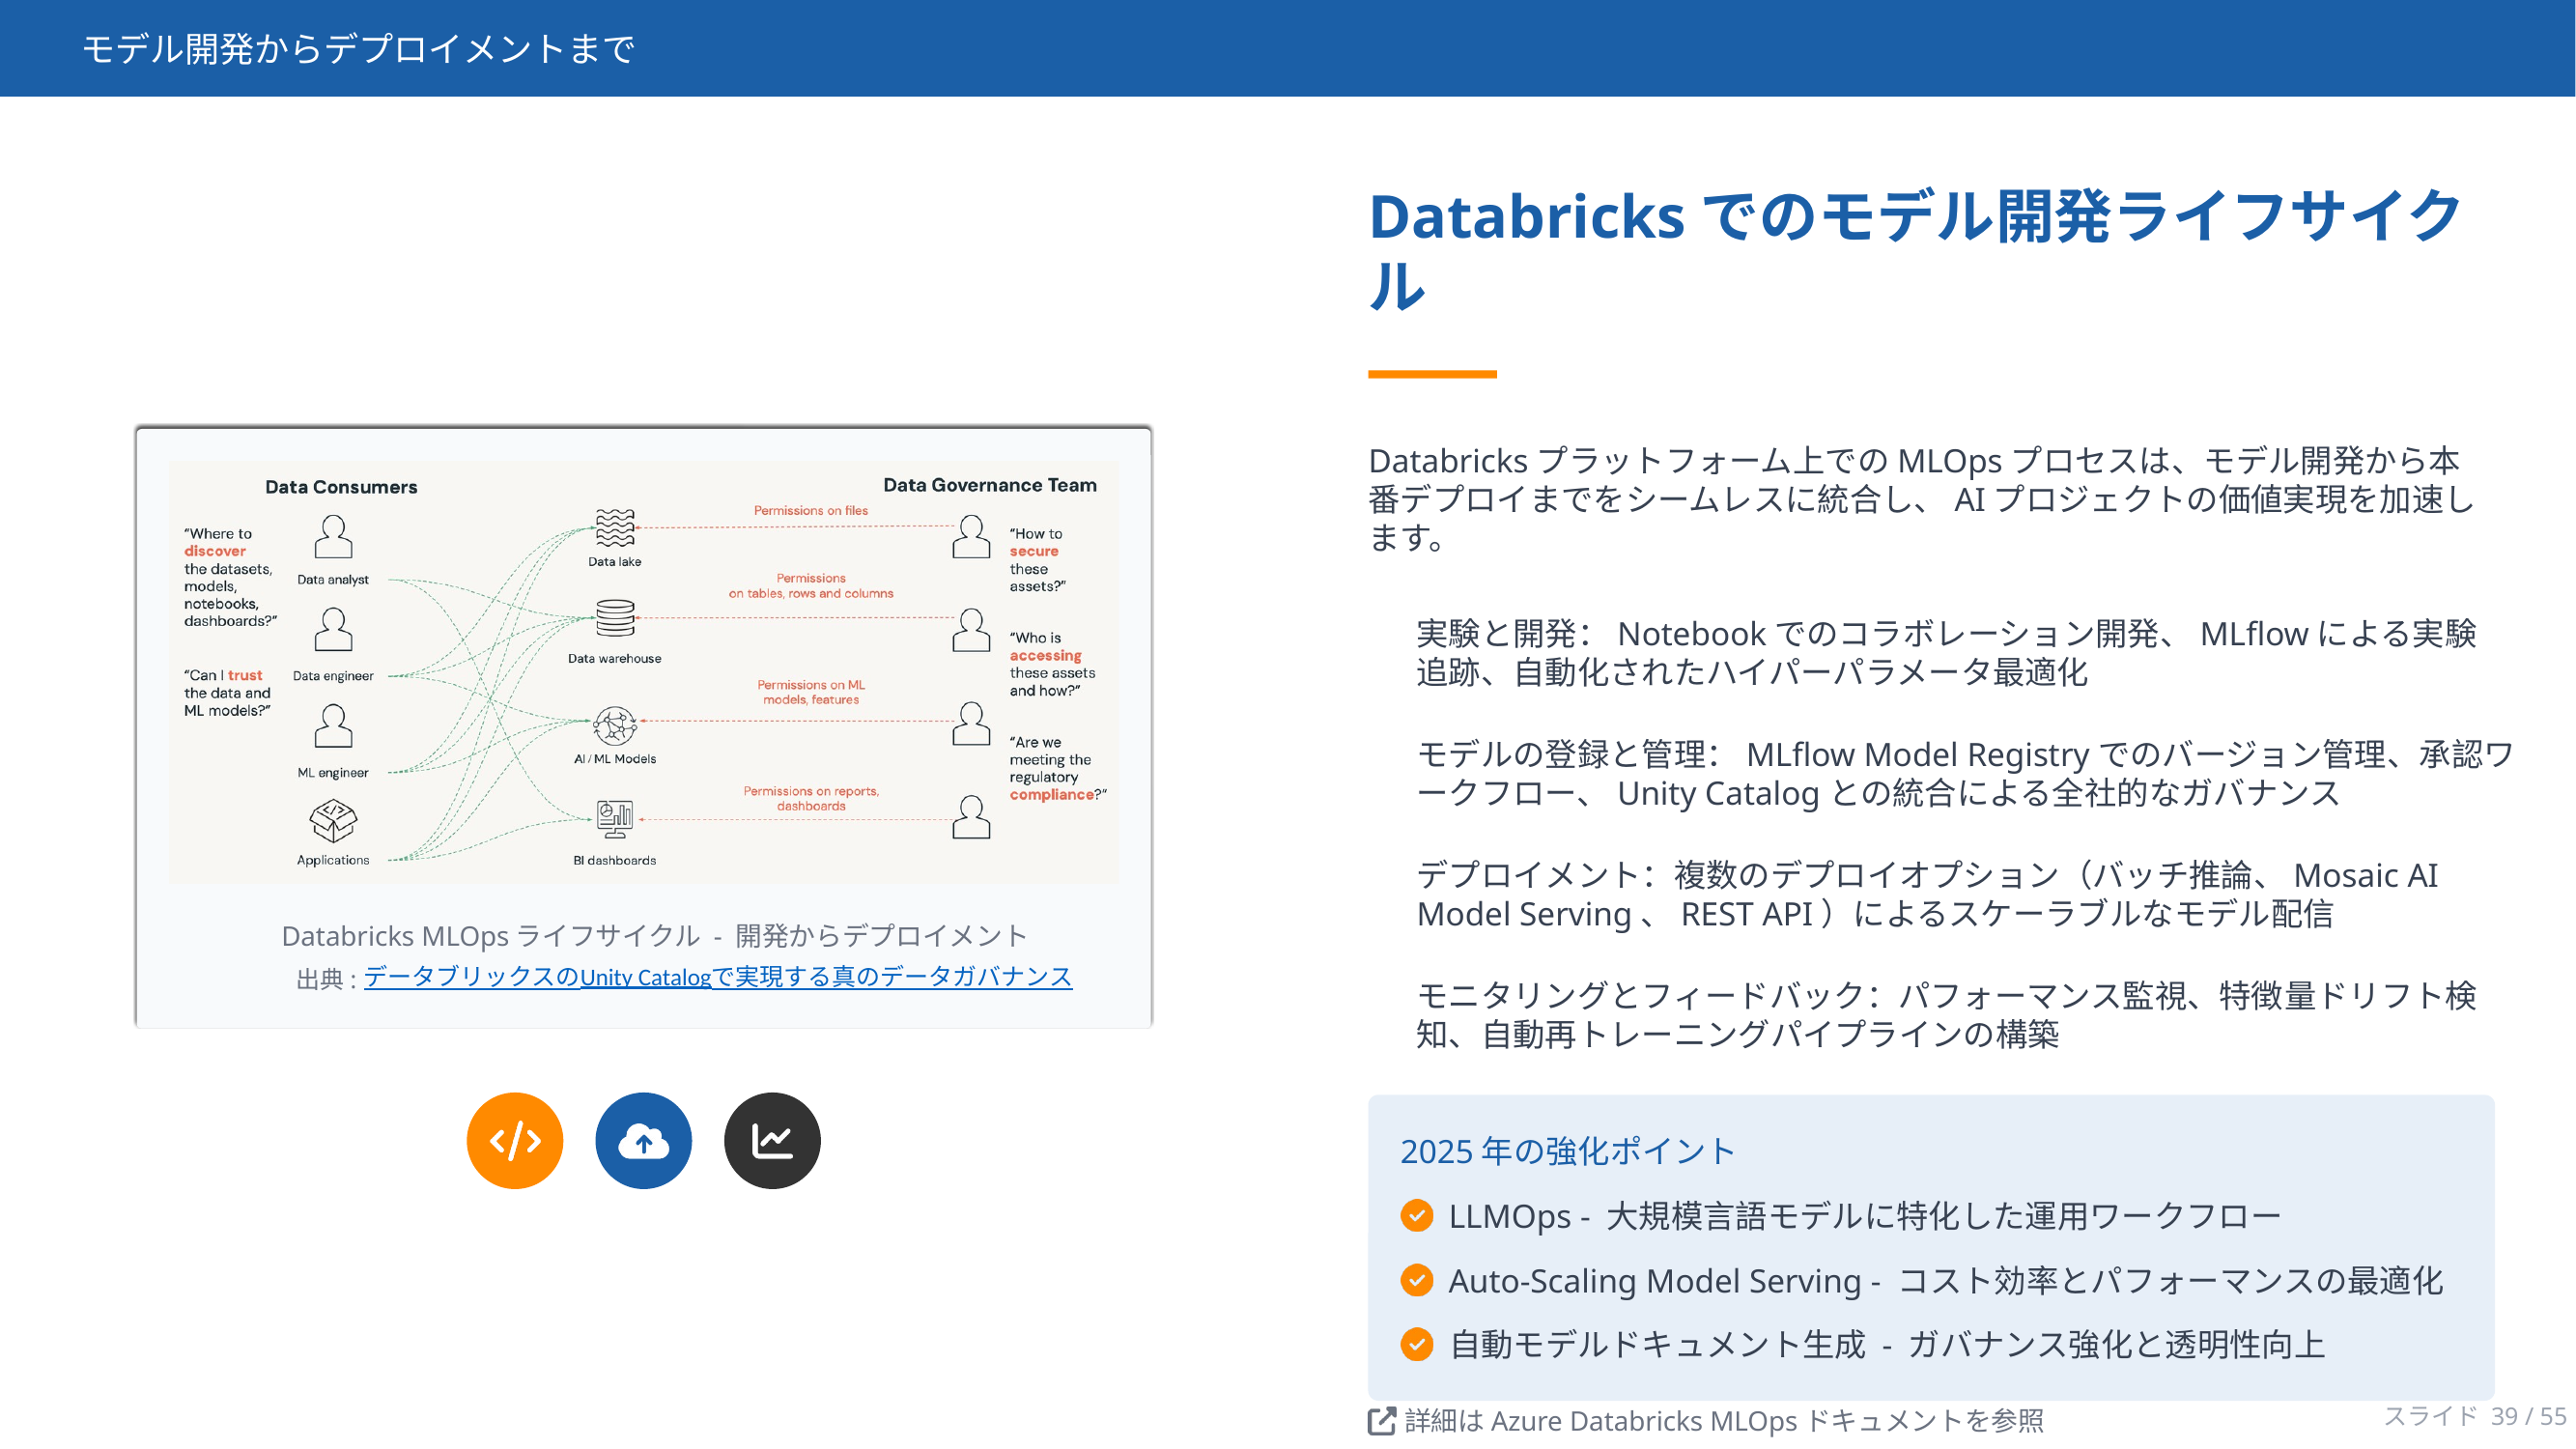 モデル開発からデプロイメントまで
Data Consumers
Data Governance Team
“Where to
discover
the datasets,
models,
notebooks,
dashboards?”
“Can I trust
the data and
ML models?”
Data analyst
Data engineer
ML engineer
Applications
Data lake
Data warehouse
AI / ML Models
BI dashboards
Permissions on files
Permissions
on tables, rows and columns
Permissions on ML
models, features
Permissions on reports,
dashboards
“How to
secure
these
assets?”
“Who is
accessing
these assets
and how?”
“Are we
meeting the
regulatory
compliance?”
Databricks MLOps ライフサイクル - 開発からデプロイメント
出典 : データブリックスのUnity Catalogで実現する真のデータガバナンス
Databricks でのモデル開発ライフサイク
ル
Databricks プラットフォーム上での MLOps プロセスは、モデル開発から本
番デプロイまでをシームレスに統合し、 AI プロジェクトの価値実現を加速し
ます。
実験と開発： Notebook でのコラボレーション開発、 MLflow による実験
追跡、自動化されたハイパーパラメータ最適化
モデルの登録と管理： MLflow Model Registry でのバージョン管理、承認ワ
ークフロー、 Unity Catalog との統合による全社的なガバナンス
デプロイメント：複数のデプロイオプション（バッチ推論、 Mosaic AI
Model Serving 、 REST API ）によるスケーラブルなモデル配信
モニタリングとフィードバック：パフォーマンス監視、特徴量ドリフト検
知、自動再トレーニングパイプラインの構築
2025 年の強化ポイント
LLMOps - 大規模言語モデルに特化した運用ワークフロー
Auto-Scaling Model Serving - コスト効率とパフォーマンスの最適化
自動モデルドキュメント生成 - ガバナンス強化と透明性向上
詳細は Azure Databricks MLOps ドキュメントを参照
スライド 39 / 55